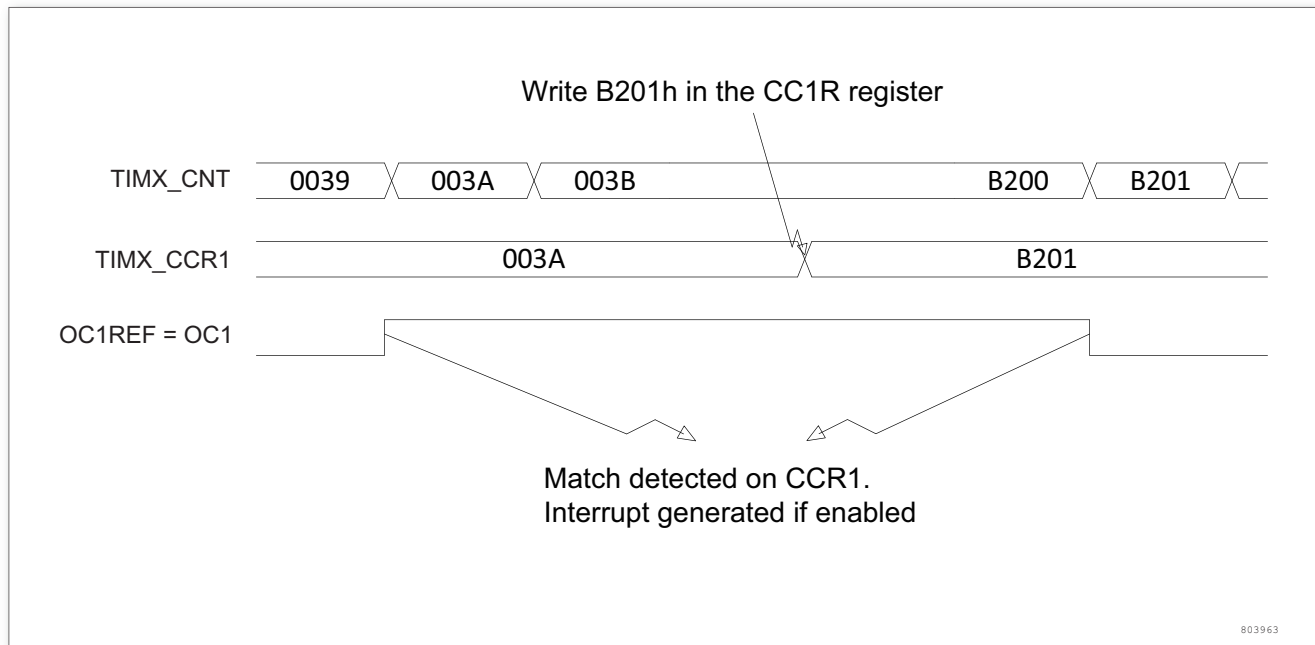 Write B201h in the CC1R register
TIMX_CNT 0039 003A 003B B200 B201
TIMX_CCR1 003A B201
OC1REF = OC1
Match detected on CCR1.
Interrupt generated if enabled
803963